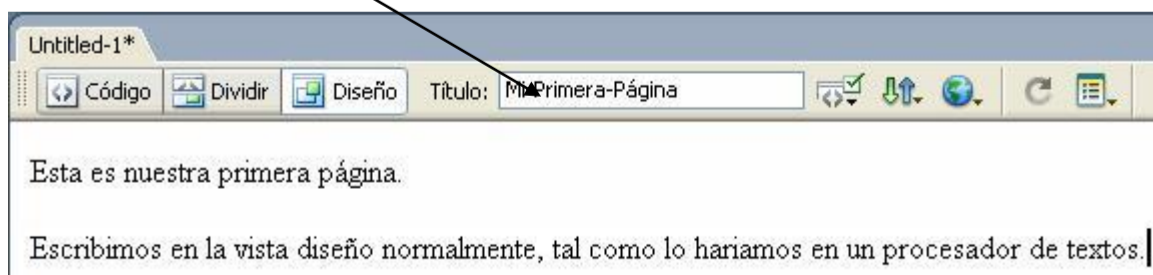 Untitled-1*
Código Dividir Diseño Título: Mi-Primera-Página
Esta es nuestra primera página.
Escribimos en la vista diseño normalmente, tal como lo hariamos en un procesador de textos.